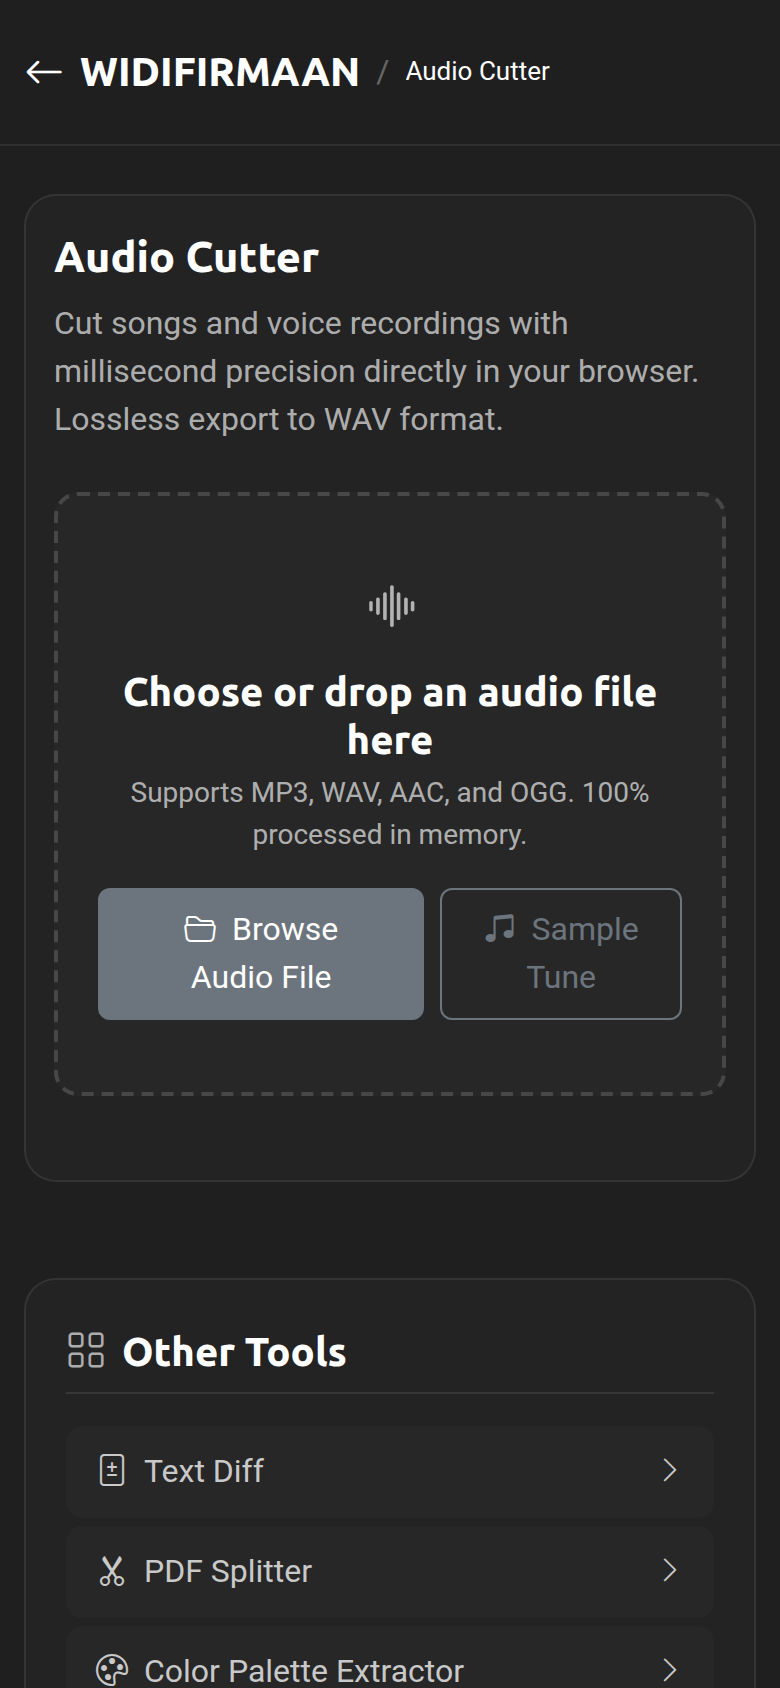 WIDIFIRMAAN / Audio Cutter
Audio Cutter
Cut songs and voice recordings with
millisecond precision directly in your browser.
Lossless export to WAV format.
Choose or drop an audio file
here
Supports MP3, WAV, AAC, and OGG. 100%
processed in memory.
Browse
Audio File
Sample
Tune
Other Tools
Text Diff
PDF Splitter
Color Palette Extractor